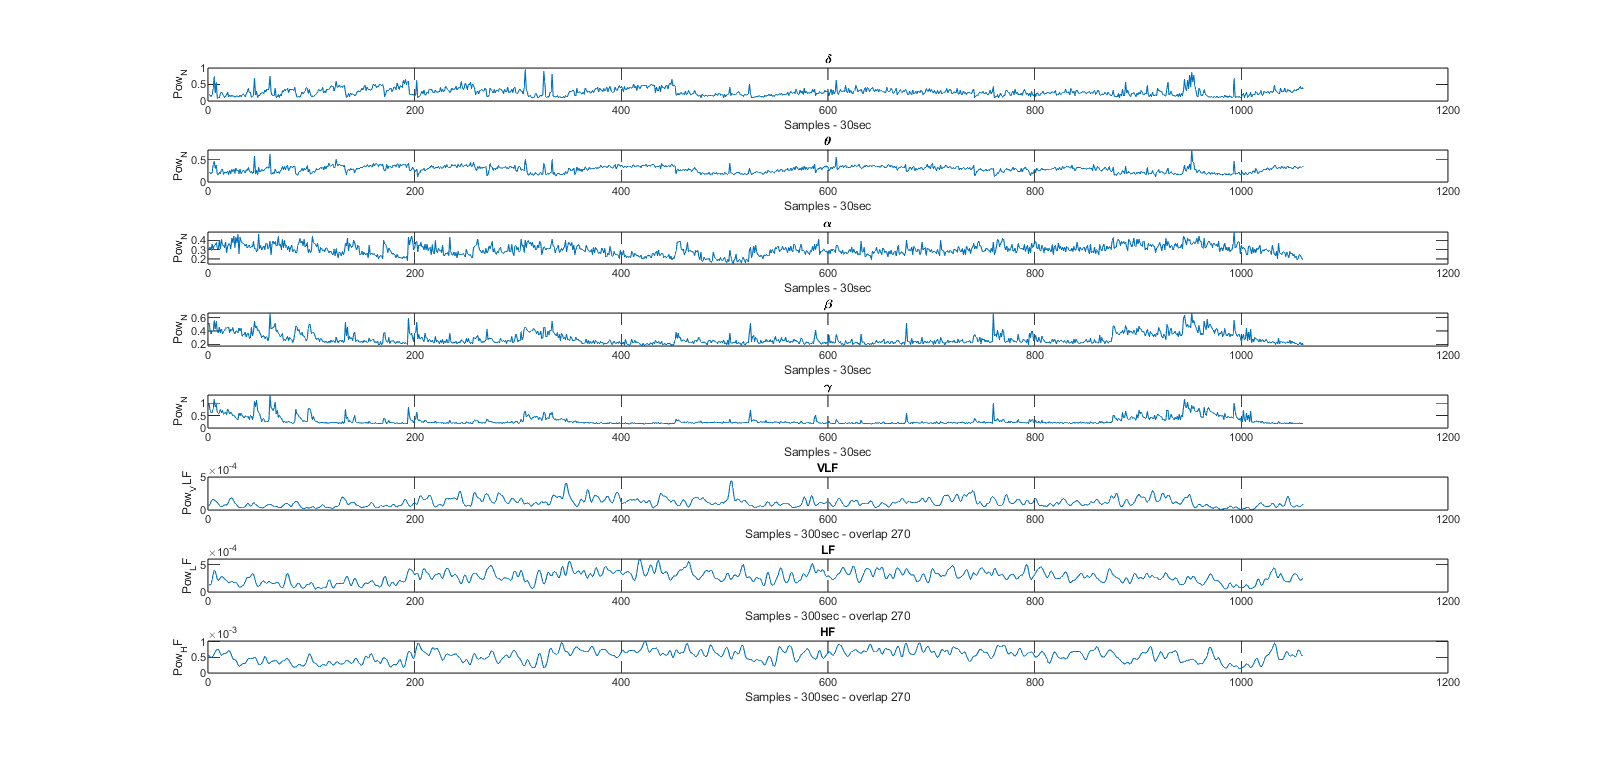 δ
Pow_N
1
0.5
0
0 200 400 600 800 1000 1200
Samples - 30sec
θ
Pow_N
0.5
0
0 200 400 600 800 1000 1200
Samples - 30sec
α
Pow_N
0.4
0.3
0.2
0 200 400 600 800 1000 1200
Samples - 30sec
β
Pow_N
0.6
0.4
0.2
0 200 400 600 800 1000 1200
Samples - 30sec
γ
Pow_N
1
0.5
0
0 200 400 600 800 1000 1200
Samples - 30sec
×10^-4
VLF
Pow_VLF
5
0
0 200 400 600 800 1000 1200
Samples - 300sec - overlap 270
×10^-4
LF
Pow_LF
5
0
0 200 400 600 800 1000 1200
Samples - 300sec - overlap 270
×10^-3
HF
Pow_HF
1
0.5
0
0 200 400 600 800 1000 1200
Samples - 300sec - overlap 270